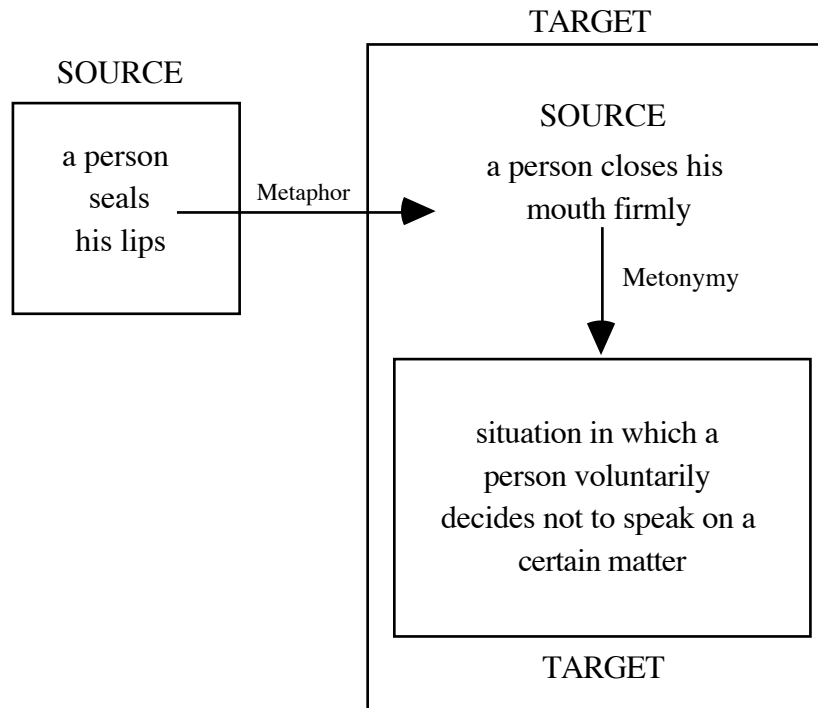 TARGET
SOURCE
a person
seals
his lips
Metaphor
SOURCE
a person closes his
mouth firmly
Metonymy
situation in which a
person voluntarily
decides not to speak on a
certain matter
TARGET